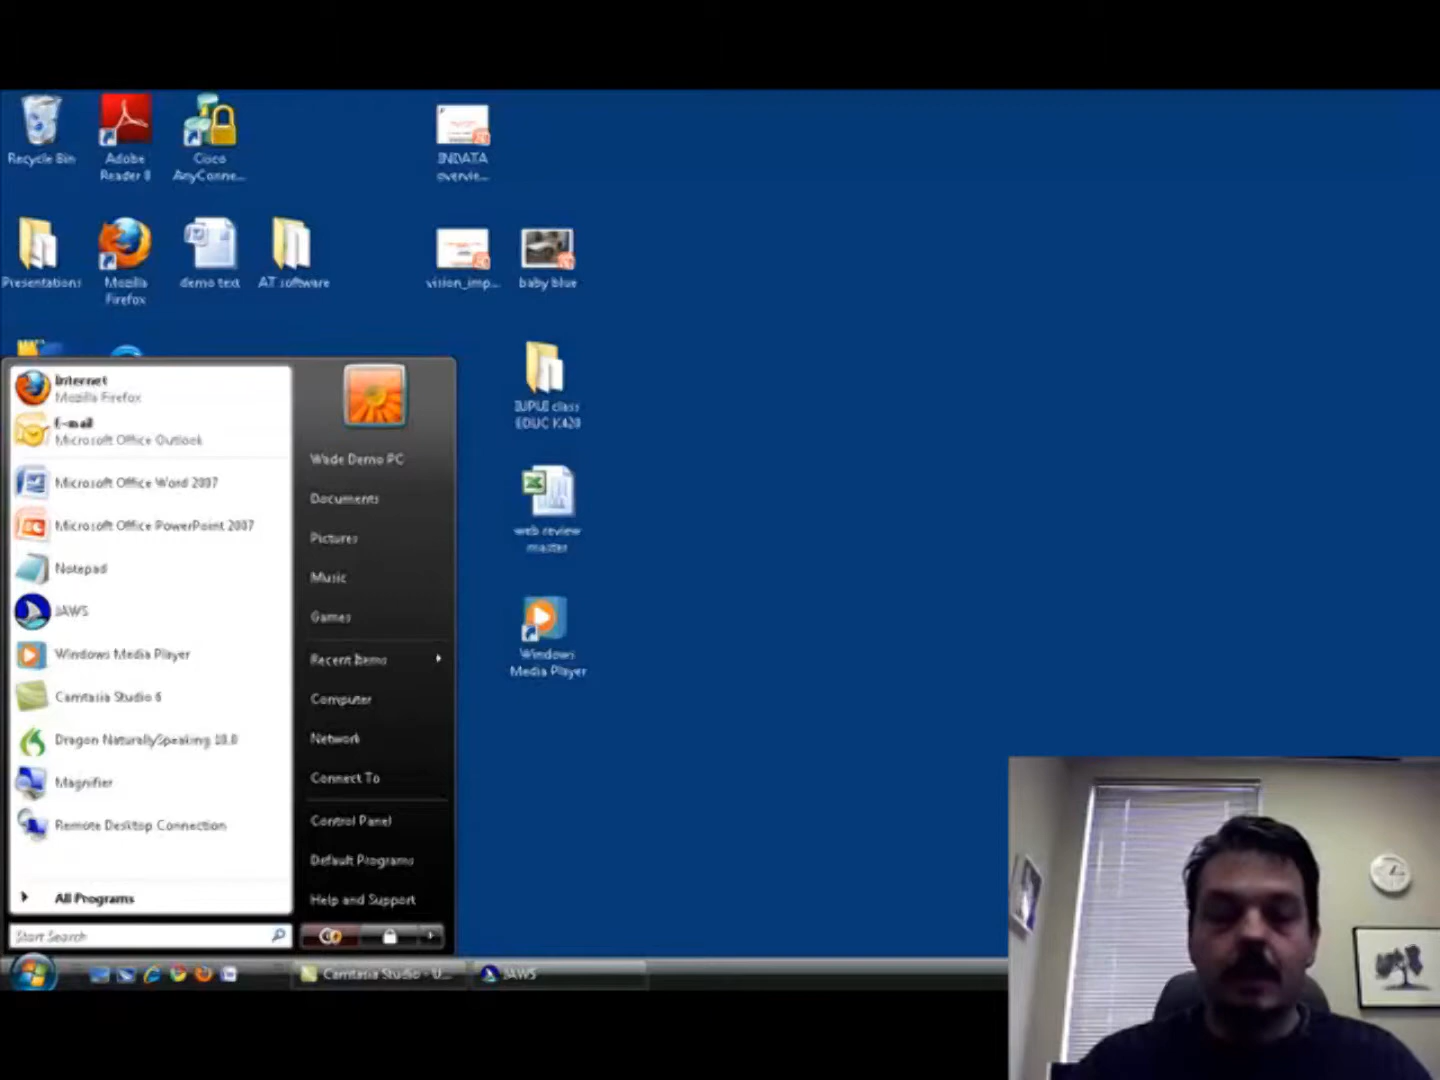 Recycle Bin
Adobe
Reader 8
Cisco
AnyConne...
INDATA
overvie...
Presentations
Mozilla
Firefox
demo text
AT software
vision_imp...
baby blue
IUPUI class
EDUC K420
web review
master
Windows
Media Player
Internet
Mozilla Firefox
E-mail
Microsoft Office Outlook
Microsoft Office Word 2007
Microsoft Office PowerPoint 2007
Notepad
JAWS
Windows Media Player
Camtasia Studio 6
Dragon NaturallySpeaking 10.0
Magnifier
Remote Desktop Connection
All Programs
Start Search
Wade Demo PC
Documents
Pictures
Music
Games
Recent Items
Computer
Network
Connect To
Control Panel
Default Programs
Help and Support
Camtasia Studio - U...
JAWS